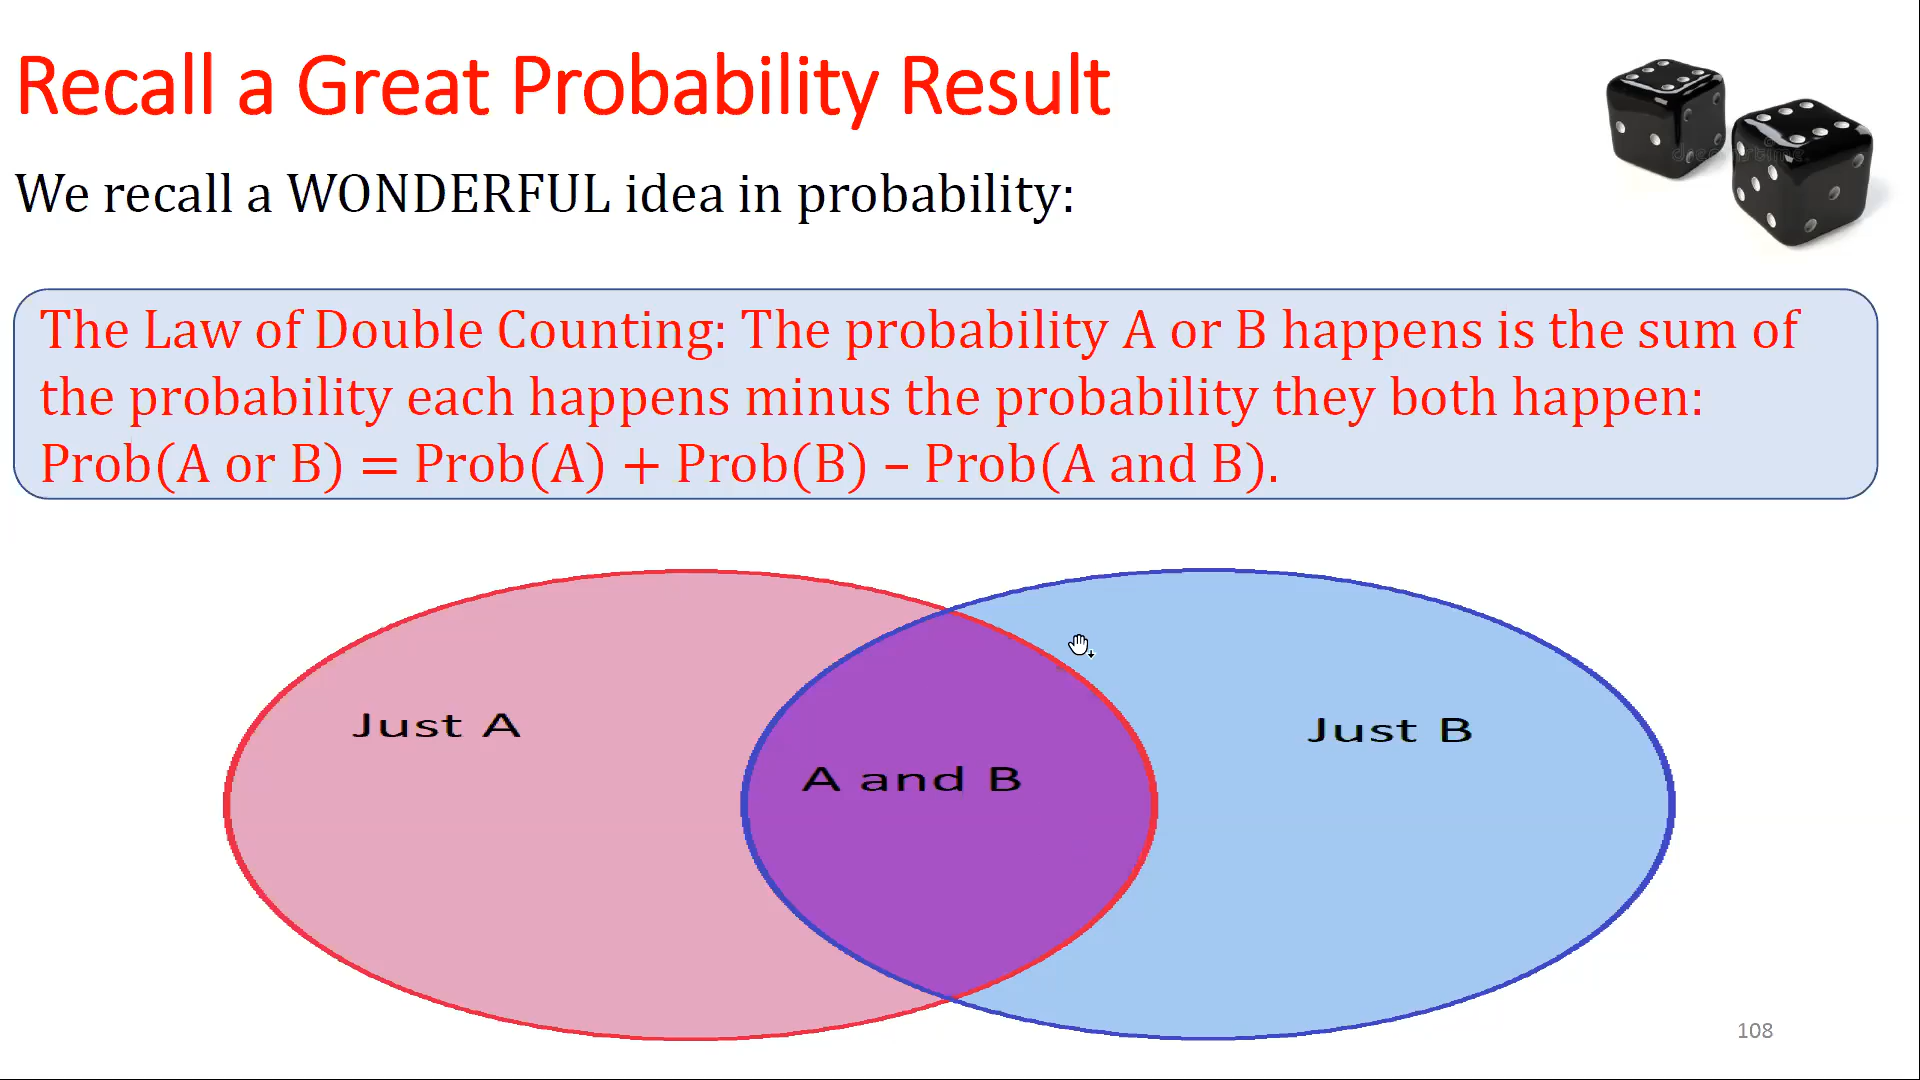 Recall a Great Probability Result
We recall a WONDERFUL idea in probability:
The Law of Double Counting: The probability A or B happens is the sum of
the probability each happens minus the probability they both happen:
Prob(A or B) = Prob(A) + Prob(B) – Prob(A and B).
Just A
Just B
A and B
108